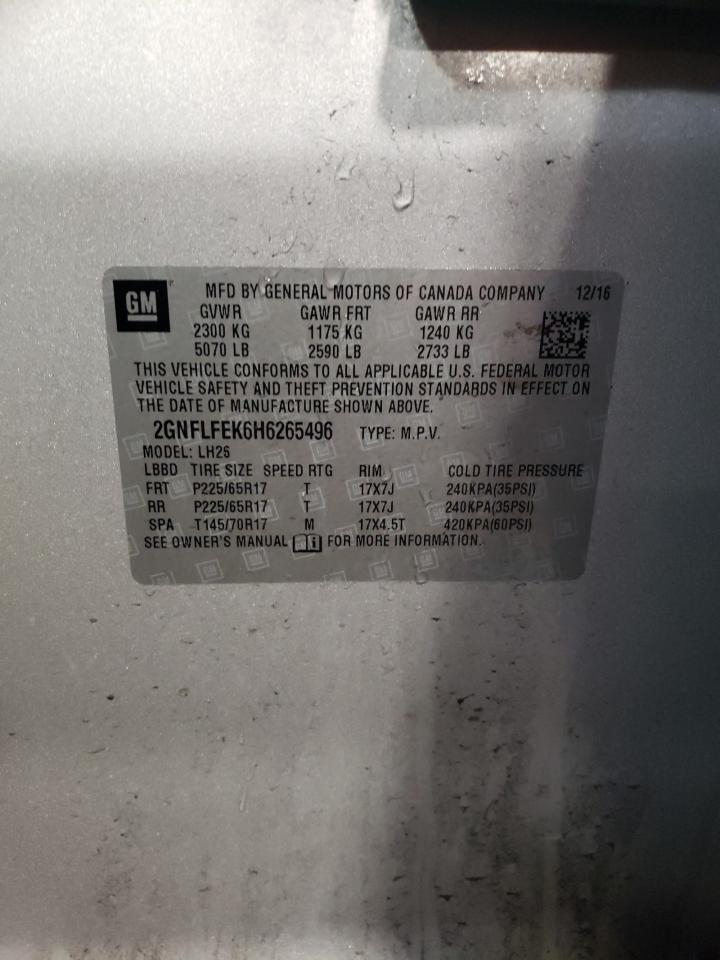 GM MFD BY GENERAL MOTORS OF CANADA COMPANY 12/16
GVWR GAWR FRT GAWR RR
2300 KG 1175 KG 1240 KG
5070 LB 2590 LB 2733 LB
THIS VEHICLE CONFORMS TO ALL APPLICABLE U.S. FEDERAL MOTOR
VEHICLE SAFETY AND THEFT PREVENTION STANDARDS IN EFFECT ON
THE DATE OF MANUFACTURE SHOWN ABOVE.
2GNFLFEK6H6265496 TYPE: M.P.V.
MODEL: LH26
LBBD TIRE SIZE SPEED RTG RIM COLD TIRE PRESSURE
FRT P225/65R17 T 17X7J 240KPA(35PSI)
RR P225/65R17 T 17X7J 240KPA(35PSI)
SPA T145/70R17 M 17X4.5T 420KPA(60PSI)
SEE OWNER'S MANUAL FOR MORE INFORMATION.